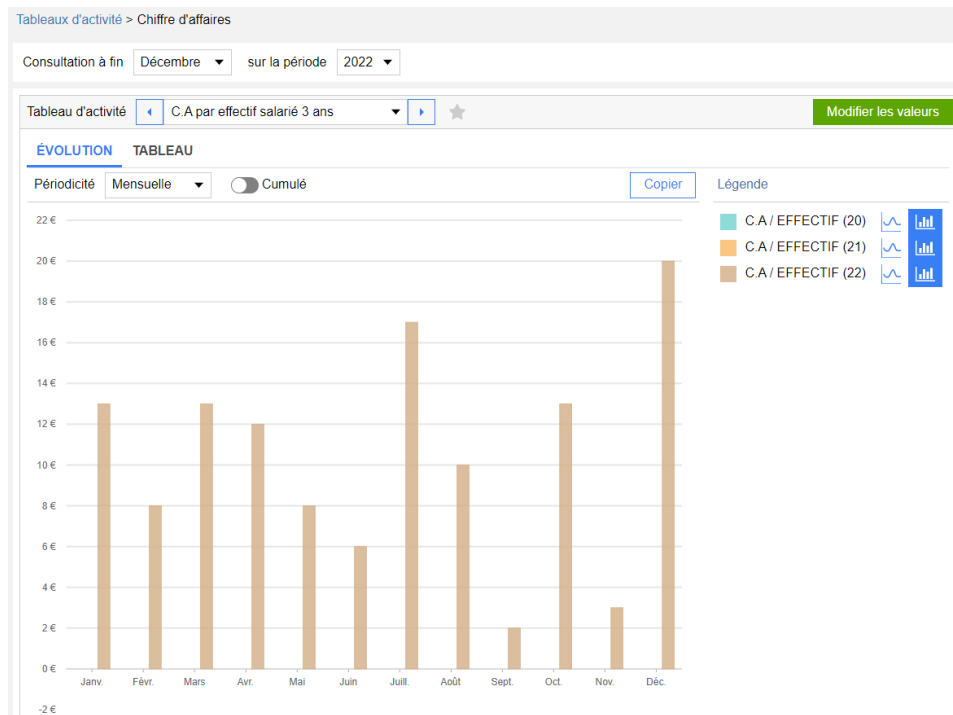 Tableaux d'activité > Chiffre d'affaires
Consultation à fin Décembre sur la période 2022
Tableau d'activité C.A par effectif salarié 3 ans Modifier les valeurs
ÉVOLUTION TABLEAU
Périodicité Mensuelle Cumulé Copier Légende
22 €
C.A / EFFECTIF (20)
C.A / EFFECTIF (21)
C.A / EFFECTIF (22)
20 €
18 €
16 €
14 €
12 €
10 €
8 €
6 €
4 €
2 €
0 €
Janv. Févr. Mars Avr. Mai Juin Juill. Août Sept. Oct. Nov. Déc.
-2 €